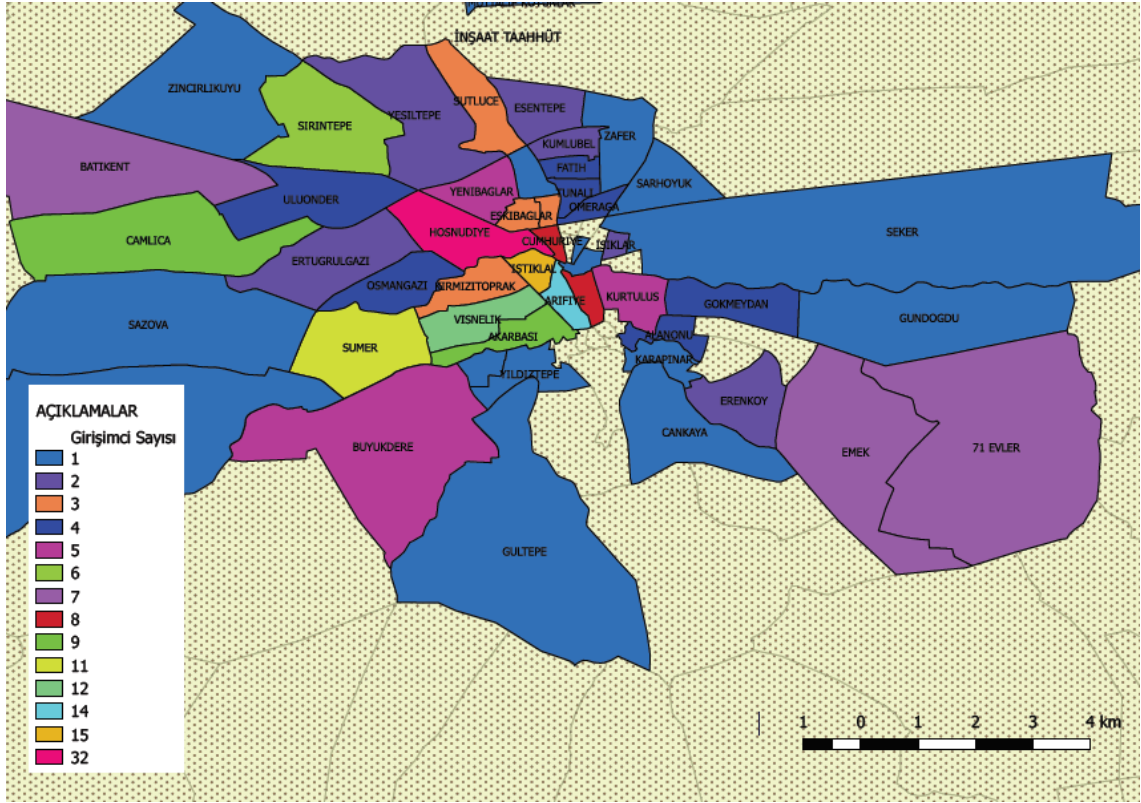 İNŞAAT TAAHHÜT
ZINCIRLIKUYU
SIRINTEPE
YESILTEPE
SUTLUCE
ESENTEPE
ZAFER
KUMLUBEL
FATIH
TUNALI
OMERAGA
SARHOYUK
BATIKENT
ULUONDER
YENIBAGLAR
ESKIBAGLAR
CAMLICA
HOSNUDIYE
CUMHURIYE
ISIKLAR
SEKER
ERTUGRULGAZI
ISTIKLAL
OSMANGAZI
KIRMIZITOPRAK
ARIFIYE
KURTULUS
GOKMEYDAN
SAZOVA
VISNELIK
AKARBASI
ALANONU
GUNDOGDU
SUMER
YILDIZTEPE
KARAPINAR
ERENKOY
CANKAYA
BUYUKDERE
EMEK
71 EVLER
GULTEPE
AÇIKLAMALAR
Girişimci Sayısı
1
2
3
4
5
6
7
8
9
11
12
14
15
32
1 0 1 2 3 4 km